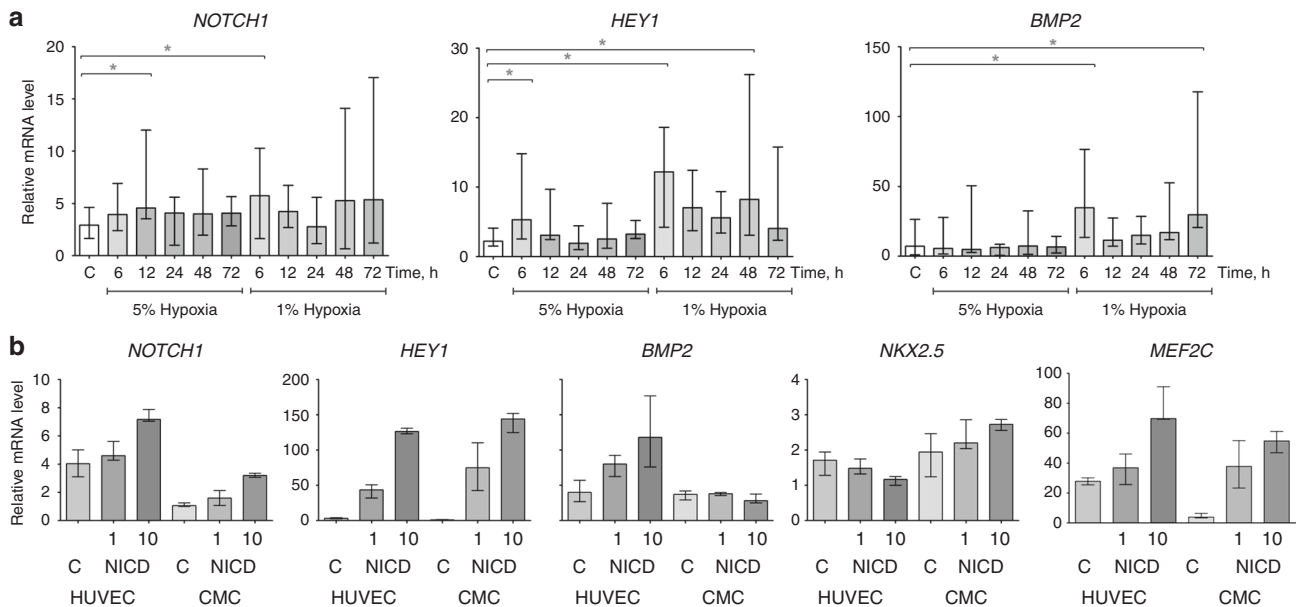 a
NOTCH1
HEY1
BMP2
Relative mRNA level
20
15
10
5
0
*
*
C 6 12 24 48 72 6 12 24 48 72 Time, h
5% Hypoxia 1% Hypoxia
30
20
10
0
*
*
*
C 6 12 24 48 72 6 12 24 48 72 Time, h
5% Hypoxia 1% Hypoxia
150
100
50
0
*
*
C 6 12 24 48 72 6 12 24 48 72 Time, h
5% Hypoxia 1% Hypoxia
b
NOTCH1
HEY1
BMP2
NKX2.5
MEF2C
Relative mRNA level
10
8
6
4
2
0
1 10 1 10
C NICD C NICD
HUVEC CMC
200
150
100
50
0
1 10 1 10
C NICD C NICD
HUVEC CMC
200
150
100
50
0
1 10 1 10
C NICD C NICD
HUVEC CMC
4
3
2
1
0
1 10 1 10
C NICD C NICD
HUVEC CMC
100
80
60
40
20
0
1 10 1 10
C NICD C NICD
HUVEC CMC